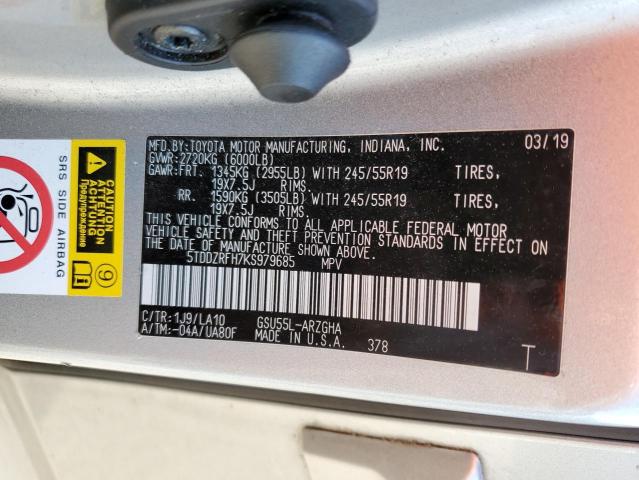 MFD.BY:TOYOTA MOTOR MANUFACTURING, INDIANA, INC. 03/19
GVWR:2720KG (6000LB)
GAWR:FRT. 1345KG (2955LB) WITH 245/55R19 TIRES,
19X7.5J RIMS.
RR. 1590KG (3505LB) WITH 245/55R19 TIRES,
19X7.5J RIMS.
THIS VEHICLE CONFORMS TO ALL APPLICABLE FEDERAL MOTOR
VEHICLE SAFETY AND THEFT PREVENTION STANDARDS IN EFFECT
ON THE DATE OF MANUFACTURE SHOWN ABOVE.
5TDDZRFH7KS979685 MPV
C/TR:1J9/LA10 GSU55L-ARZGHA
A/TM:-04A/UA80F MADE IN U.S.A. 378 T
SRS SIDE AIRBAG
CAUTION
ATTENTION
ACHTUNG
Предупреждение
9